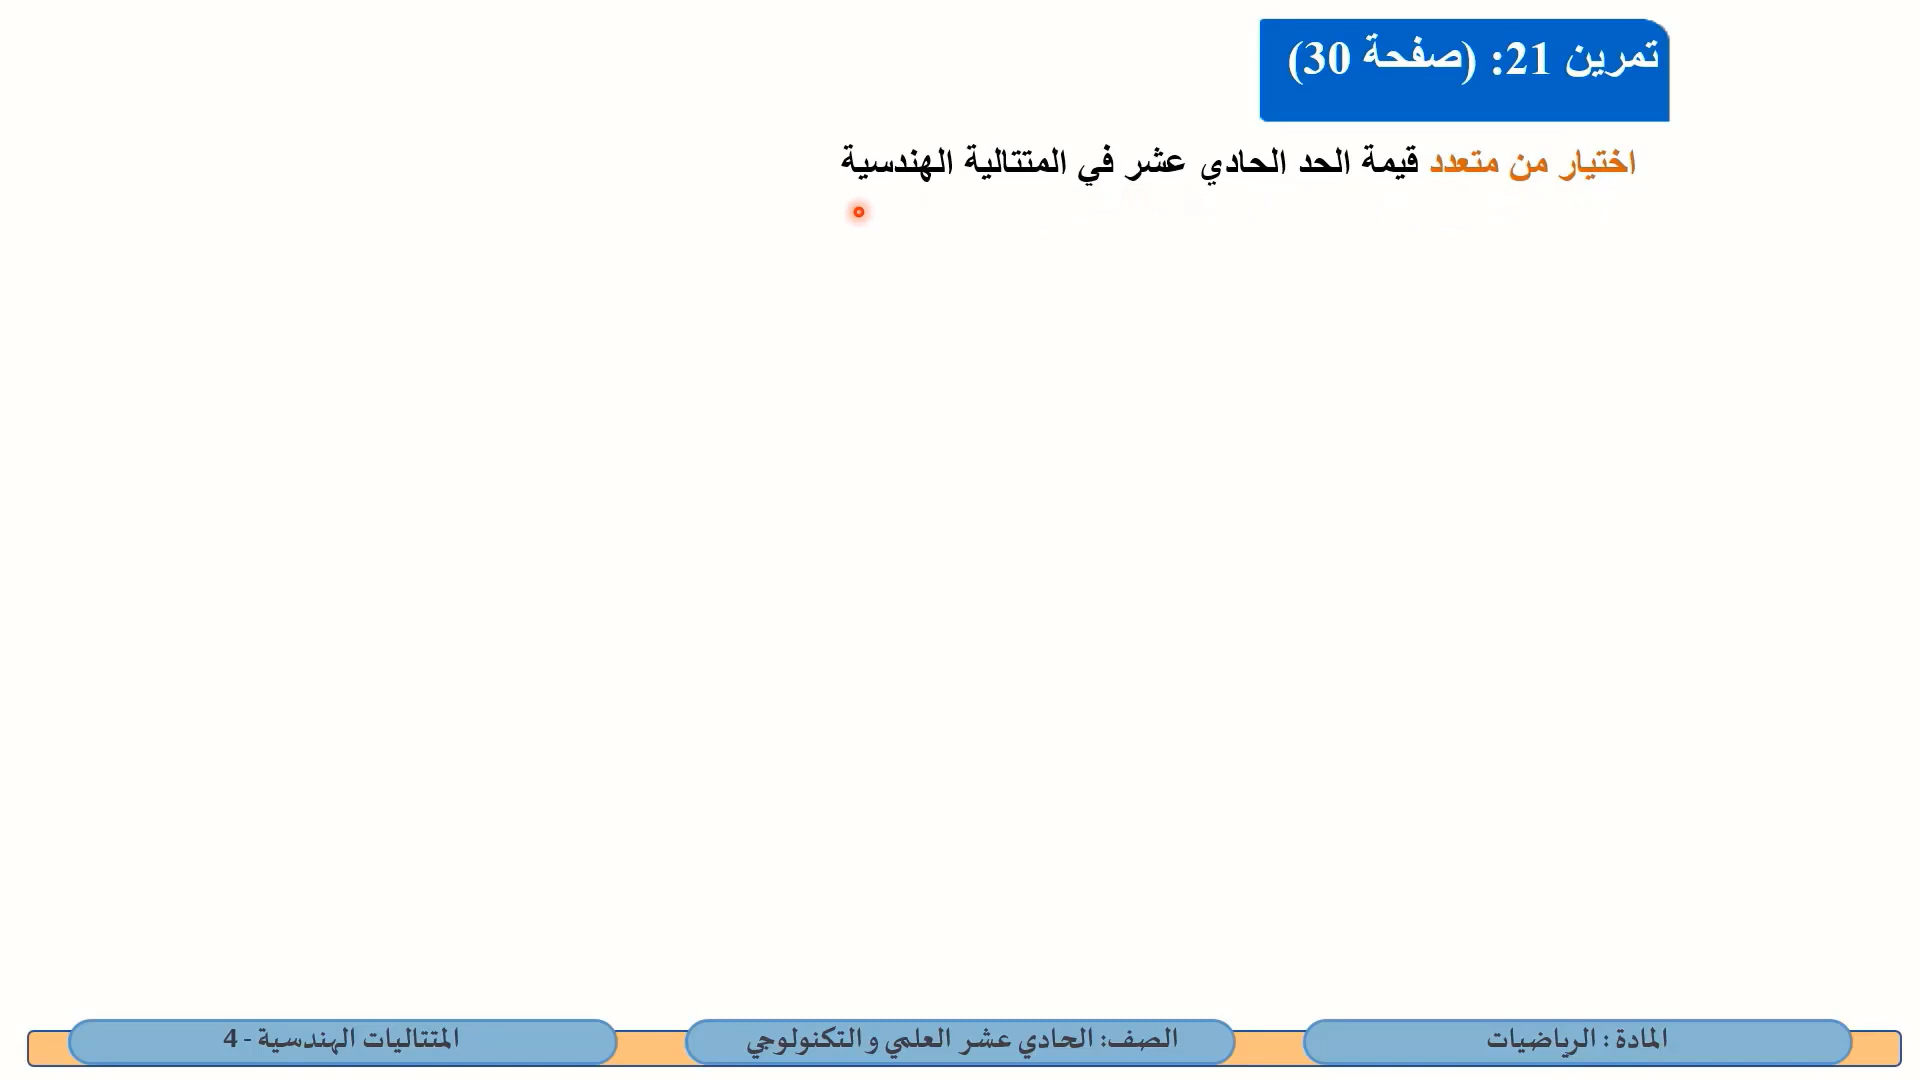 تمرين 21: (صفحة 30)
اختيار من متعدد قيمة الحد الحادي عشر في المتتالية الهندسية
المادة : الرياضيات
الصف: الحادي عشر العلمي و التكنولوجي
المتتاليات الهندسية - 4